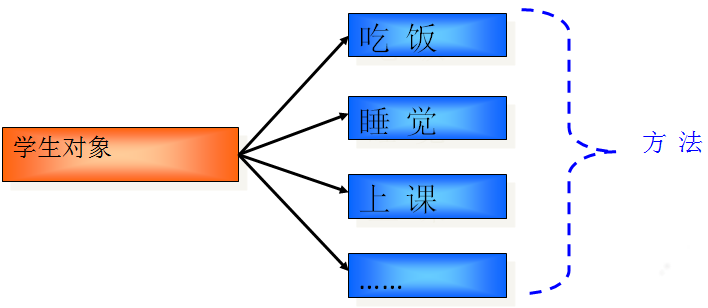 吃 饭
睡 觉
学生对象
方 法
上 课
……